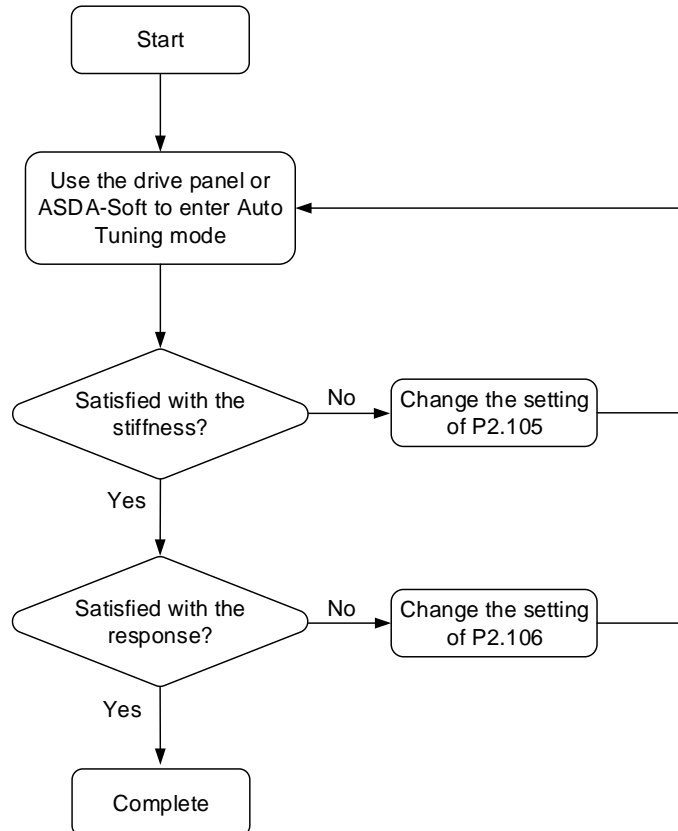 Start
Use the drive panel or
ASDA-Soft to enter Auto
Tuning mode
Satisfied with the
stiffness?
No
Change the setting
of P2.105
Yes
Satisfied with the
response?
No
Change the setting
of P2.106
Yes
Complete